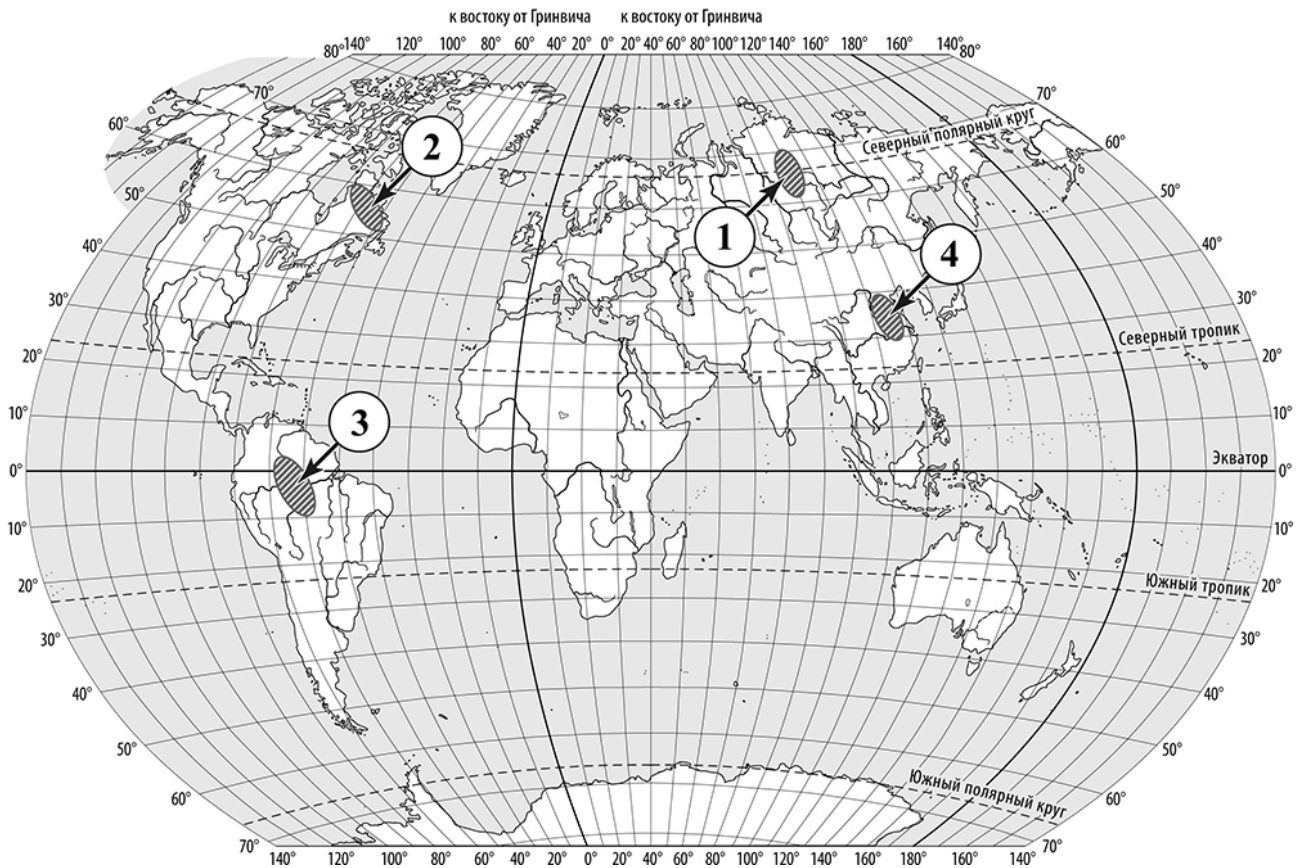 к востоку от Гринвича к востоку от Гринвича
80° 140° 120° 100° 80° 60° 40° 20° 0° 20° 40° 60° 80° 100° 120° 140° 160° 180° 160° 140° 80°
70° 70°
60° Северный полярный круг 60°
2
50° 50°
1
40° 4 40°
30° 30°
Северный тропик
20° 20°
10° 10°
3
0° Экватор 0°
10° 10°
20° Южный тропик 20°
30° 30°
40° 40°
50° 50°
60° Южный полярный круг 60°
70° 70°
140° 120° 100° 80° 60° 40° 20° 0° 20° 40° 60° 80° 100° 120° 140° 160° 180° 160° 140°